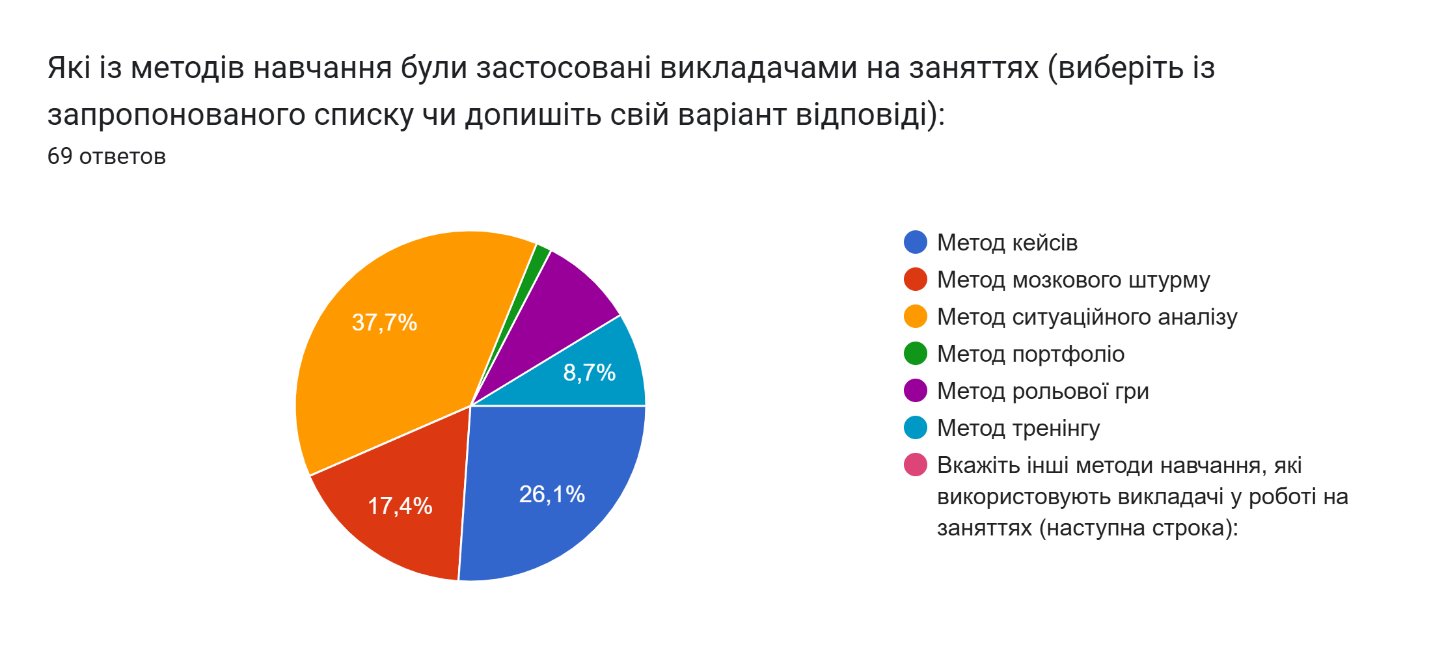 Які із методів навчання були застосовані викладачами на заняттях (виберіть із
запропонованого списку чи допишіть свій варіант відповіді):
69 ответов
37,7%
8,7%
17,4%
26,1%
Метод кейсів
Метод мозкового штурму
Метод ситуаційного аналізу
Метод портфоліо
Метод рольової гри
Метод тренінгу
Вкажіть інші методи навчання, які
використовують викладачі у роботі на
заняттях (наступна строка):